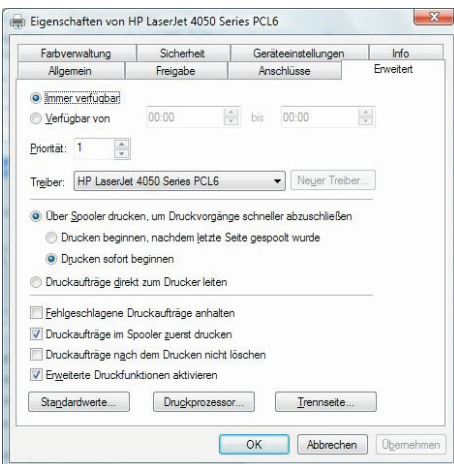 Eigenschaften von HP LaserJet 4050 Series PCL6
Farbverwaltung Sicherheit Geräteeinstellungen Info
Allgemein Freigabe Anschlüsse Erweitert
Immer verfügbar
Verfügbar von 00:00 bis 00:00
Priorität: 1
Treiber: HP LaserJet 4050 Series PCL6 Neuer Treiber...
Über Spooler drucken, um Druckvorgänge schneller abzuschließen
Drucken beginnen, nachdem letzte Seite gespoolt wurde
Drucken sofort beginnen
Druckaufträge direkt zum Drucker leiten
Fehlgeschlagene Druckaufträge anhalten
Druckaufträge im Spooler zuerst drucken
Druckaufträge nach dem Drucken nicht löschen
Erweiterte Druckfunktionen aktivieren
Standardwerte... Druckprozessor... Trennseite...
OK Abbrechen Übernehmen